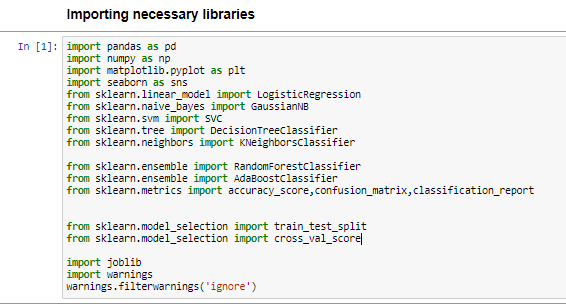 Importing necessary libraries
In [1]: import pandas as pd
import numpy as np
import matplotlib.pyplot as plt
import seaborn as sns
from sklearn.linear_model import LogisticRegression
from sklearn.naive_bayes import GaussianNB
from sklearn.svm import SVC
from sklearn.tree import DecisionTreeClassifier
from sklearn.neighbors import KNeighborsClassifier
from sklearn.ensemble import RandomForestClassifier
from sklearn.ensemble import AdaBoostClassifier
from sklearn.metrics import accuracy_score,confusion_matrix,classification_report
from sklearn.model_selection import train_test_split
from sklearn.model_selection import cross_val_score
import joblib
import warnings
warnings.filterwarnings('ignore')